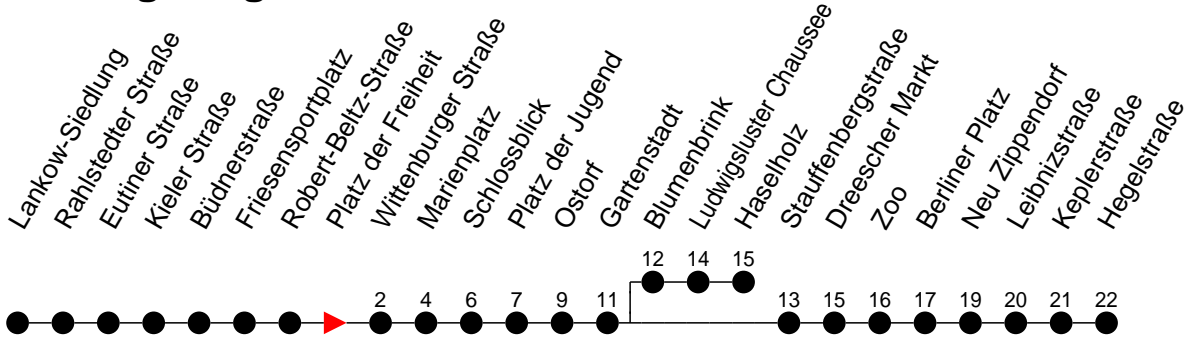 Lankow-Siedlung
Rahlstedter Straße
Eutiner Straße
Kieler Straße
Büdnerstraße
Friesensportplatz
Robert-Beltz-Straße
Platz der Freiheit
Wittenburger Straße
Marienplatz
Schlossblick
Platz der Jugend
Ostorf
Gartenstadt
Blumenbrink
Ludwigsluster Chaussee
Haselholz
Stauffenbergstraße
Dreescher Markt
Zoo
Berliner Platz
Neu Zippendorf
Leibnizstraße
Keplerstraße
Hegelstraße
12 14 15
2 4 6 7 9 11 13 15 16 17 19 20 21 22